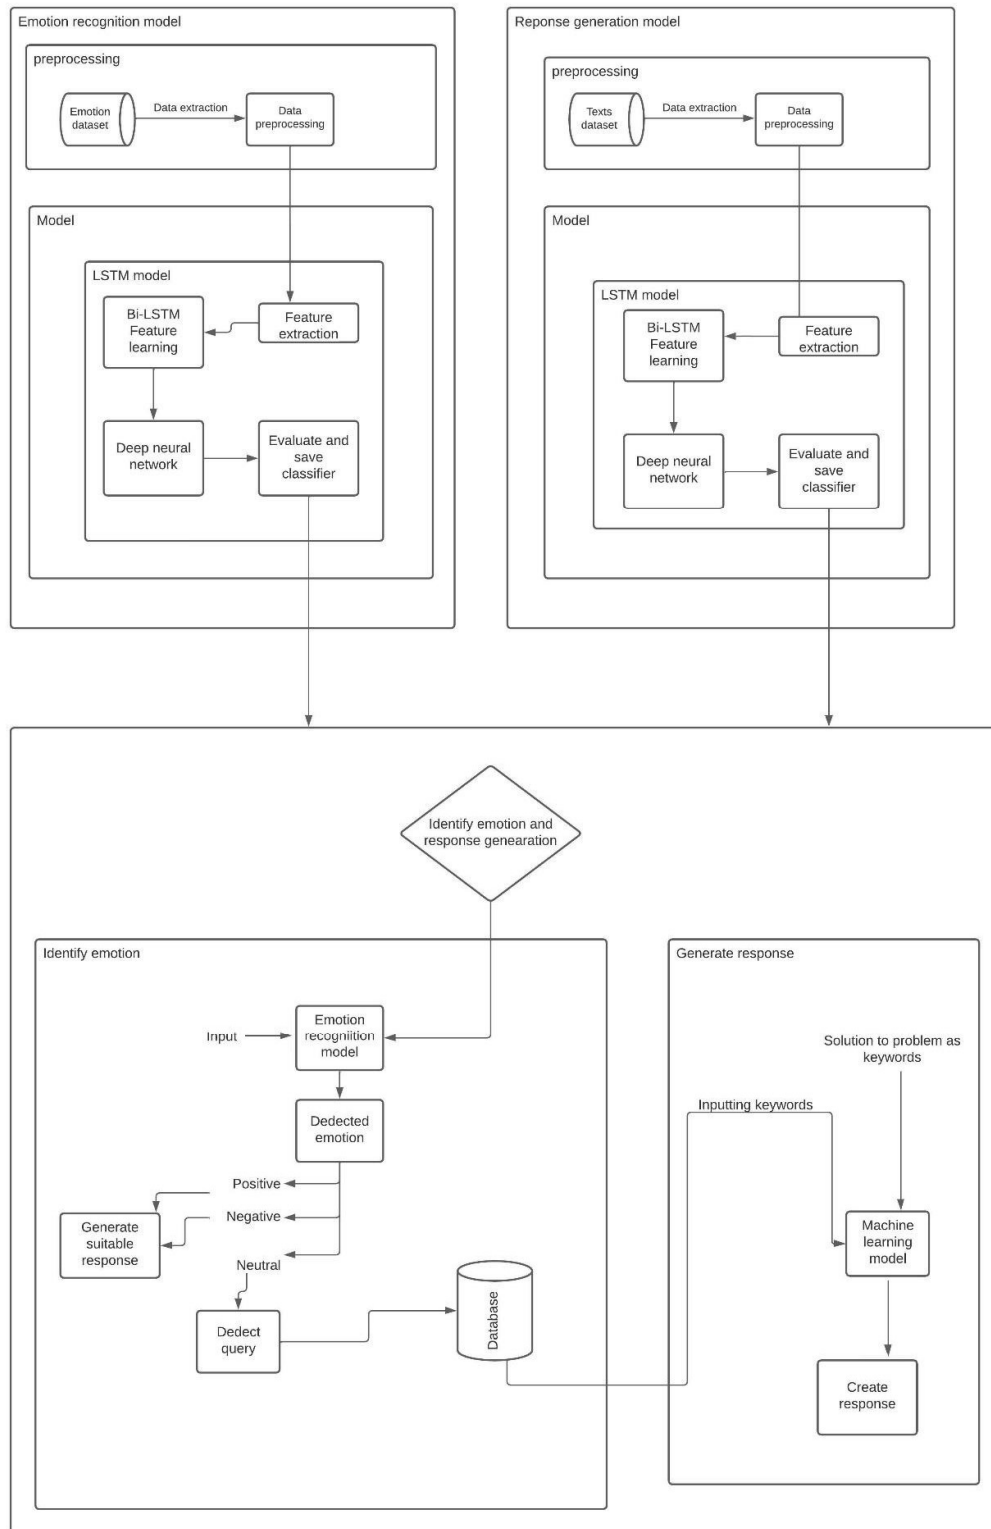 Emotion recognition model
preprocessing
Emotion
dataset
Data extraction
Data
preprocessing
Model
LSTM model
Bi-LSTM
Feature
learning
Feature
extraction
Deep neural
network
Evaluate and
save
classifier
Reponse generation model
preprocessing
Texts
dataset
Data extraction
Data
preprocessing
Model
LSTM model
Bi-LSTM
Feature
learning
Feature
extraction
Deep neural
network
Evaluate and
save
classifier
Identify emotion and
response genearation
Identify emotion
Input
Emotion
recogniition
model
Dedected
emotion
Positive
Negative
Generate
suitable
response
Neutral
Dedect
query
Database
Generate response
Solution to problem as
keywords
Inputting keywords
Machine
learning
model
Create
response